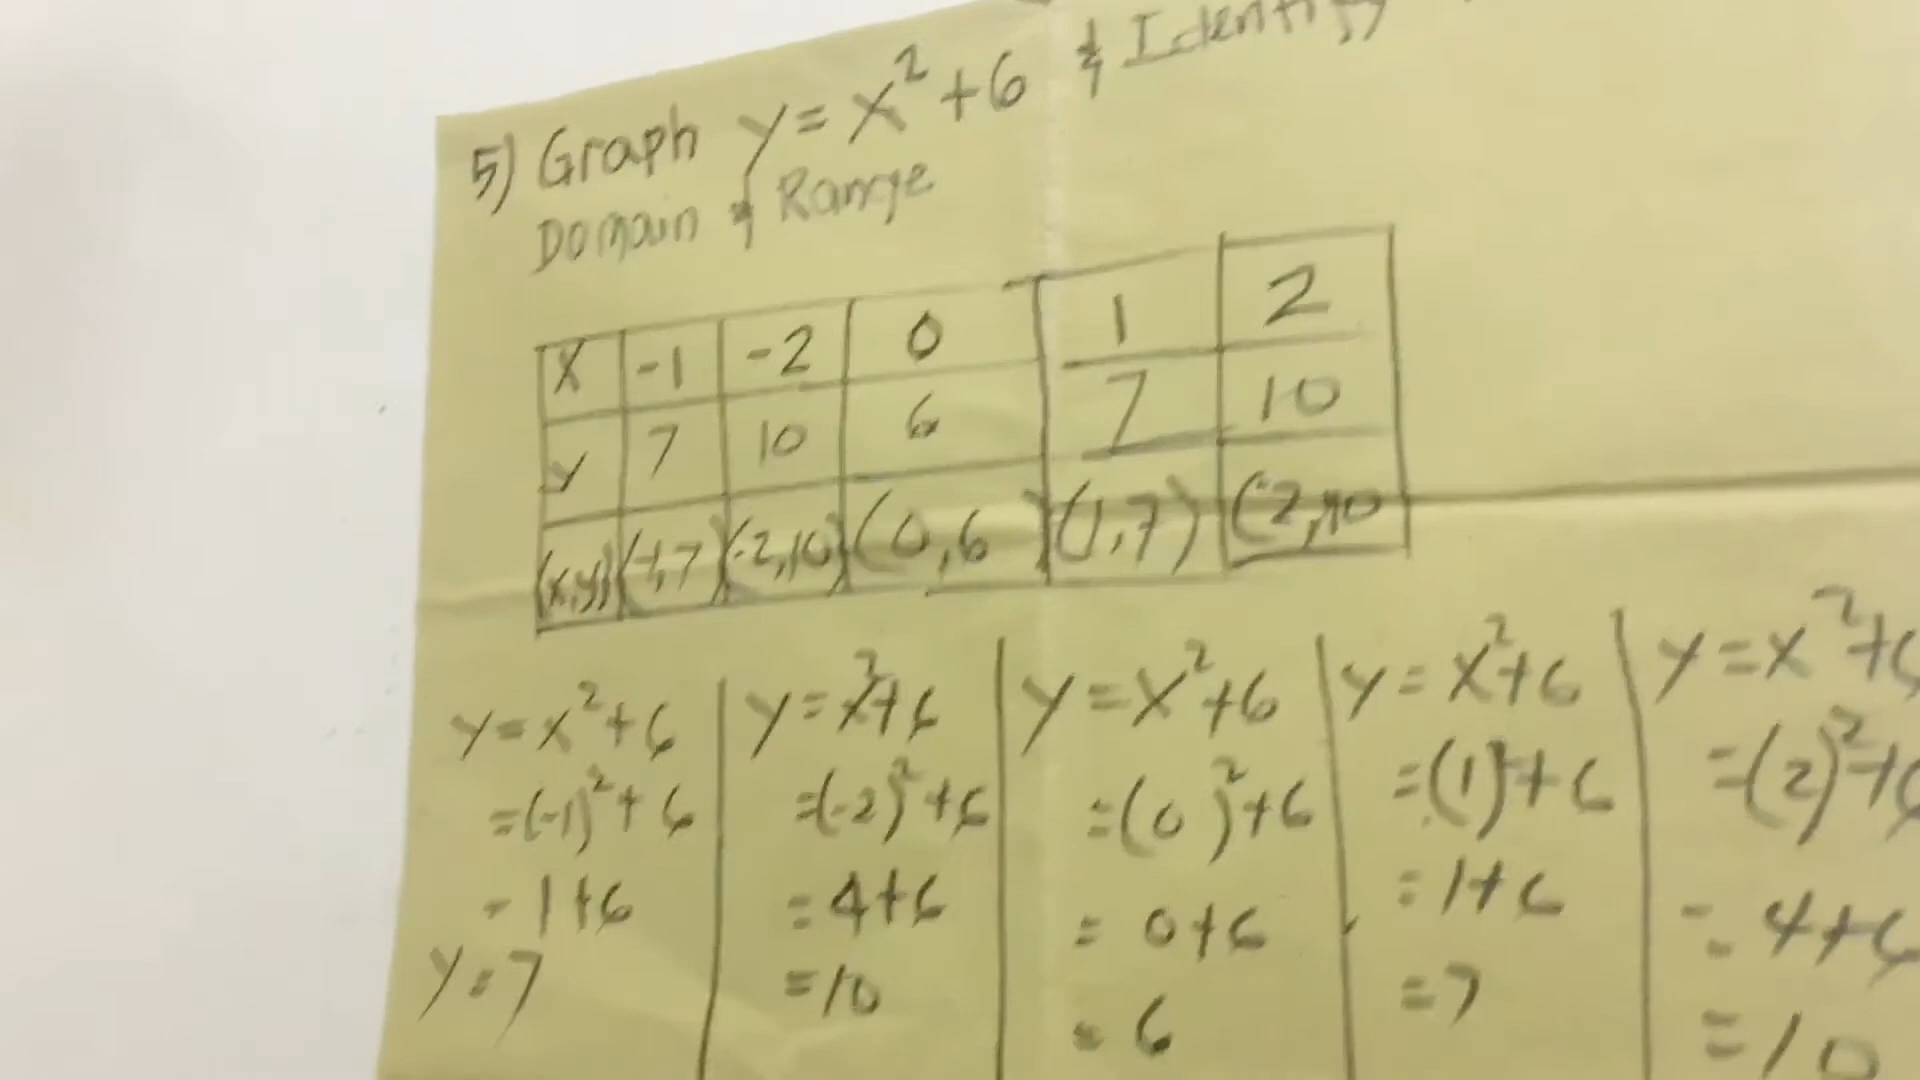 5) Graph y = x² + 6 & Identify
Domain & Range
X -1 -2 0 1 2
y 7 10 6 7 10
(x,y) (-1,7) (-2,10) (0,6) (1,7) (2,10
y = x² + 6 y = x² + 6 y = x² + 6 y = x² + 6 y = x² + 6
= (-1)² + 6 = (-2)² + 6 = (0)² + 6 = (1)² + 6 = (2)² + 6
= 1 + 6 = 4 + 6 = 0 + 6 = 1 + 6 = 4 + 6
y = 7 = 10 = 6 = 7 = 10